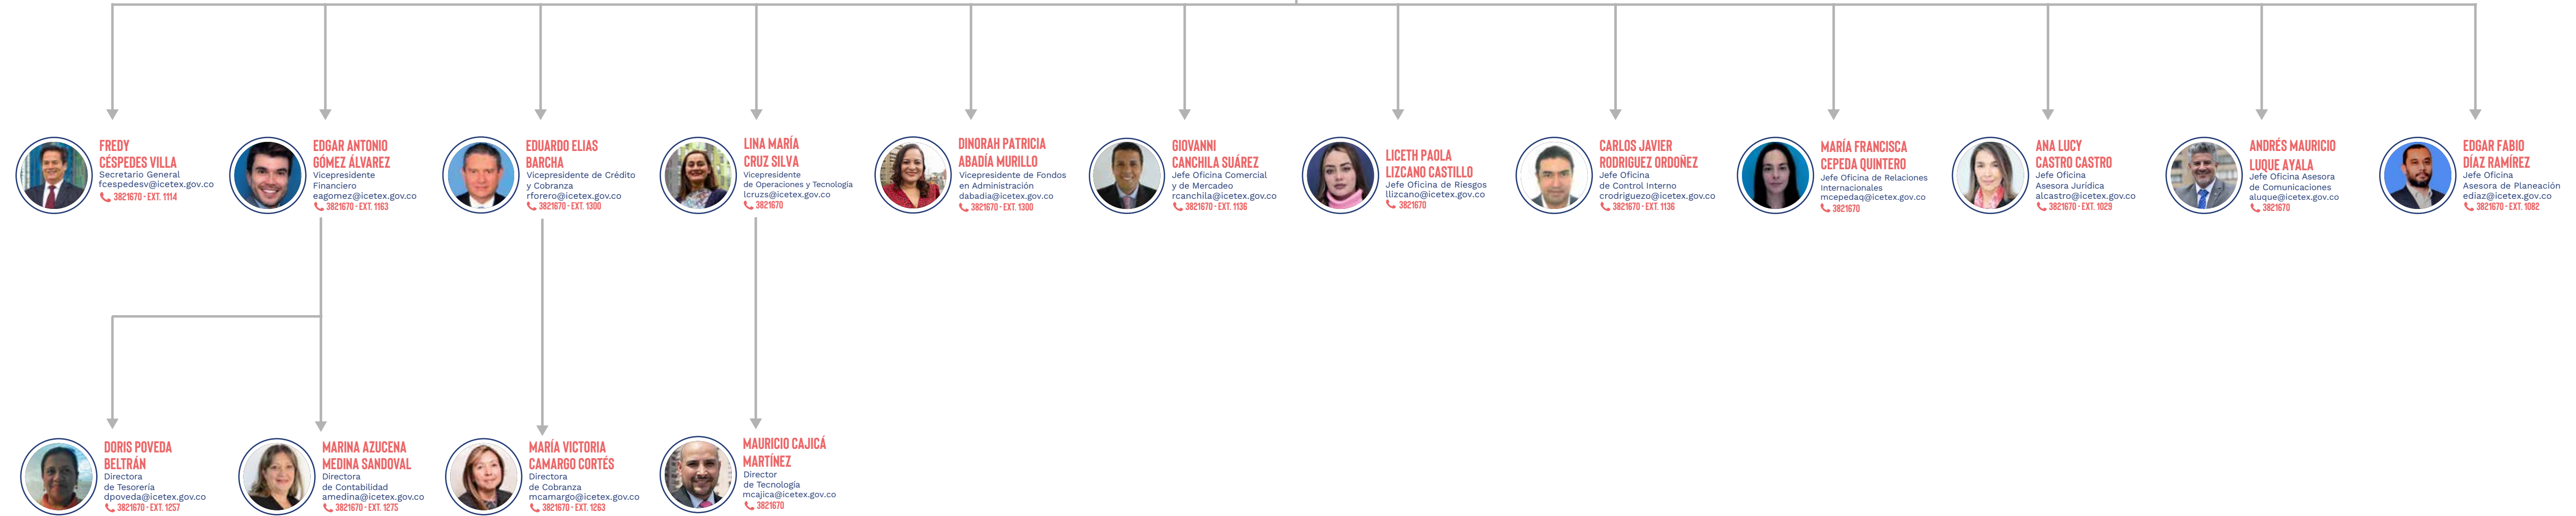 FREDY
CÉSPEDES VILLA
Secretario General
fcespedesv@icetex.gov.co
3821670 - EXT. 1114
EDGAR ANTONIO
GÓMEZ ÁLVAREZ
Vicepresidente
Financiero
eagomez@icetex.gov.co
3821670 - EXT. 1163
EDUARDO ELIAS
BARCHA
Vicepresidente de Crédito
y Cobranza
rforero@icetex.gov.co
3821670 - EXT. 1300
LINA MARÍA
CRUZ SILVA
Vicepresidente
de Operaciones y Tecnología
lcruzs@icetex.gov.co
3821670
DINORAH PATRICIA
ABADÍA MURILLO
Vicepresidente de Fondos
en Administración
dabadia@icetex.gov.co
3821670 - EXT. 1300
GIOVANNI
CANCHILA SUÁREZ
Jefe Oficina Comercial
y de Mercadeo
rcanchila@icetex.gov.co
3821670 - EXT. 1136
LICETH PAOLA
LIZCANO CASTILLO
Jefe Oficina de Riesgos
llizcano@icetex.gov.co
3821670
CARLOS JAVIER
RODRIGUEZ ORDOÑEZ
Jefe Oficina
de Control Interno
crodriguezo@icetex.gov.co
3821670 - EXT. 1136
MARÍA FRANCISCA
CEPEDA QUINTERO
Jefe Oficina de Relaciones
Internacionales
mcepedaq@icetex.gov.co
3821670
ANA LUCY
CASTRO CASTRO
Jefe Oficina
Asesora Jurídica
alcastro@icetex.gov.co
3821670 - EXT. 1029
ANDRÉS MAURICIO
LUQUE AYALA
Jefe Oficina Asesora
de Comunicaciones
aluque@icetex.gov.co
3821670
EDGAR FABIO
DÍAZ RAMÍREZ
Jefe Oficina
Asesora de Planeación
ediaz@icetex.gov.co
3821670 - EXT. 1082
DORIS POVEDA
BELTRÁN
Directora
de Tesorería
dpoveda@icetex.gov.co
3821670 - EXT. 1257
MARINA AZUCENA
MEDINA SANDOVAL
Directora
de Contabilidad
amedina@icetex.gov.co
3821670 - EXT. 1275
MARÍA VICTORIA
CAMARGO CORTÉS
Directora
de Cobranza
mcamargo@icetex.gov.co
3821670 - EXT. 1263
MAURICIO CAJICÁ
MARTÍNEZ
Director
de Tecnología
mcajica@icetex.gov.co
3821670